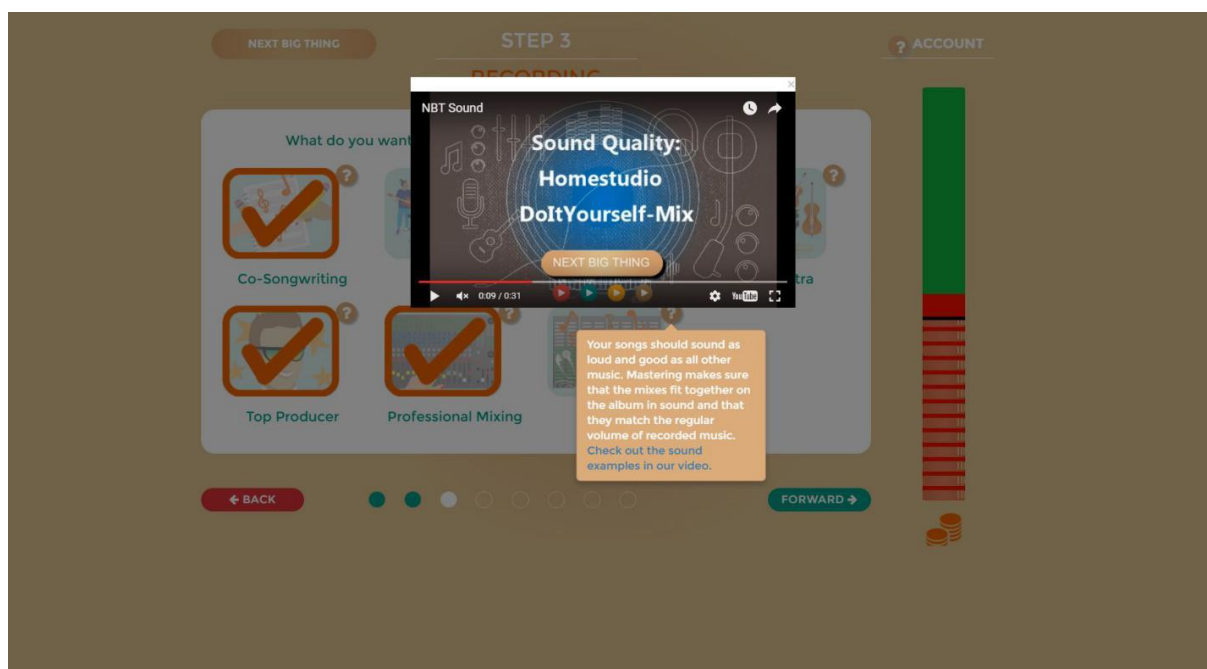 NEXT BIG THING
STEP 3
? ACCOUNT
RECORDING
×
NBT Sound
Sound Quality:
Homestudio
DoItYourself-Mix
NEXT BIG THING
0:09 / 0:31
YouTube
What do you want
?
?
Co-Songwriting
tra
?
?
?
Top Producer
Professional Mixing
Your songs should sound as
loud and good as all other
music. Mastering makes sure
that the mixes fit together on
the album in sound and that
they match the regular
volume of recorded music.
Check out the sound
examples in our video.
BACK
FORWARD